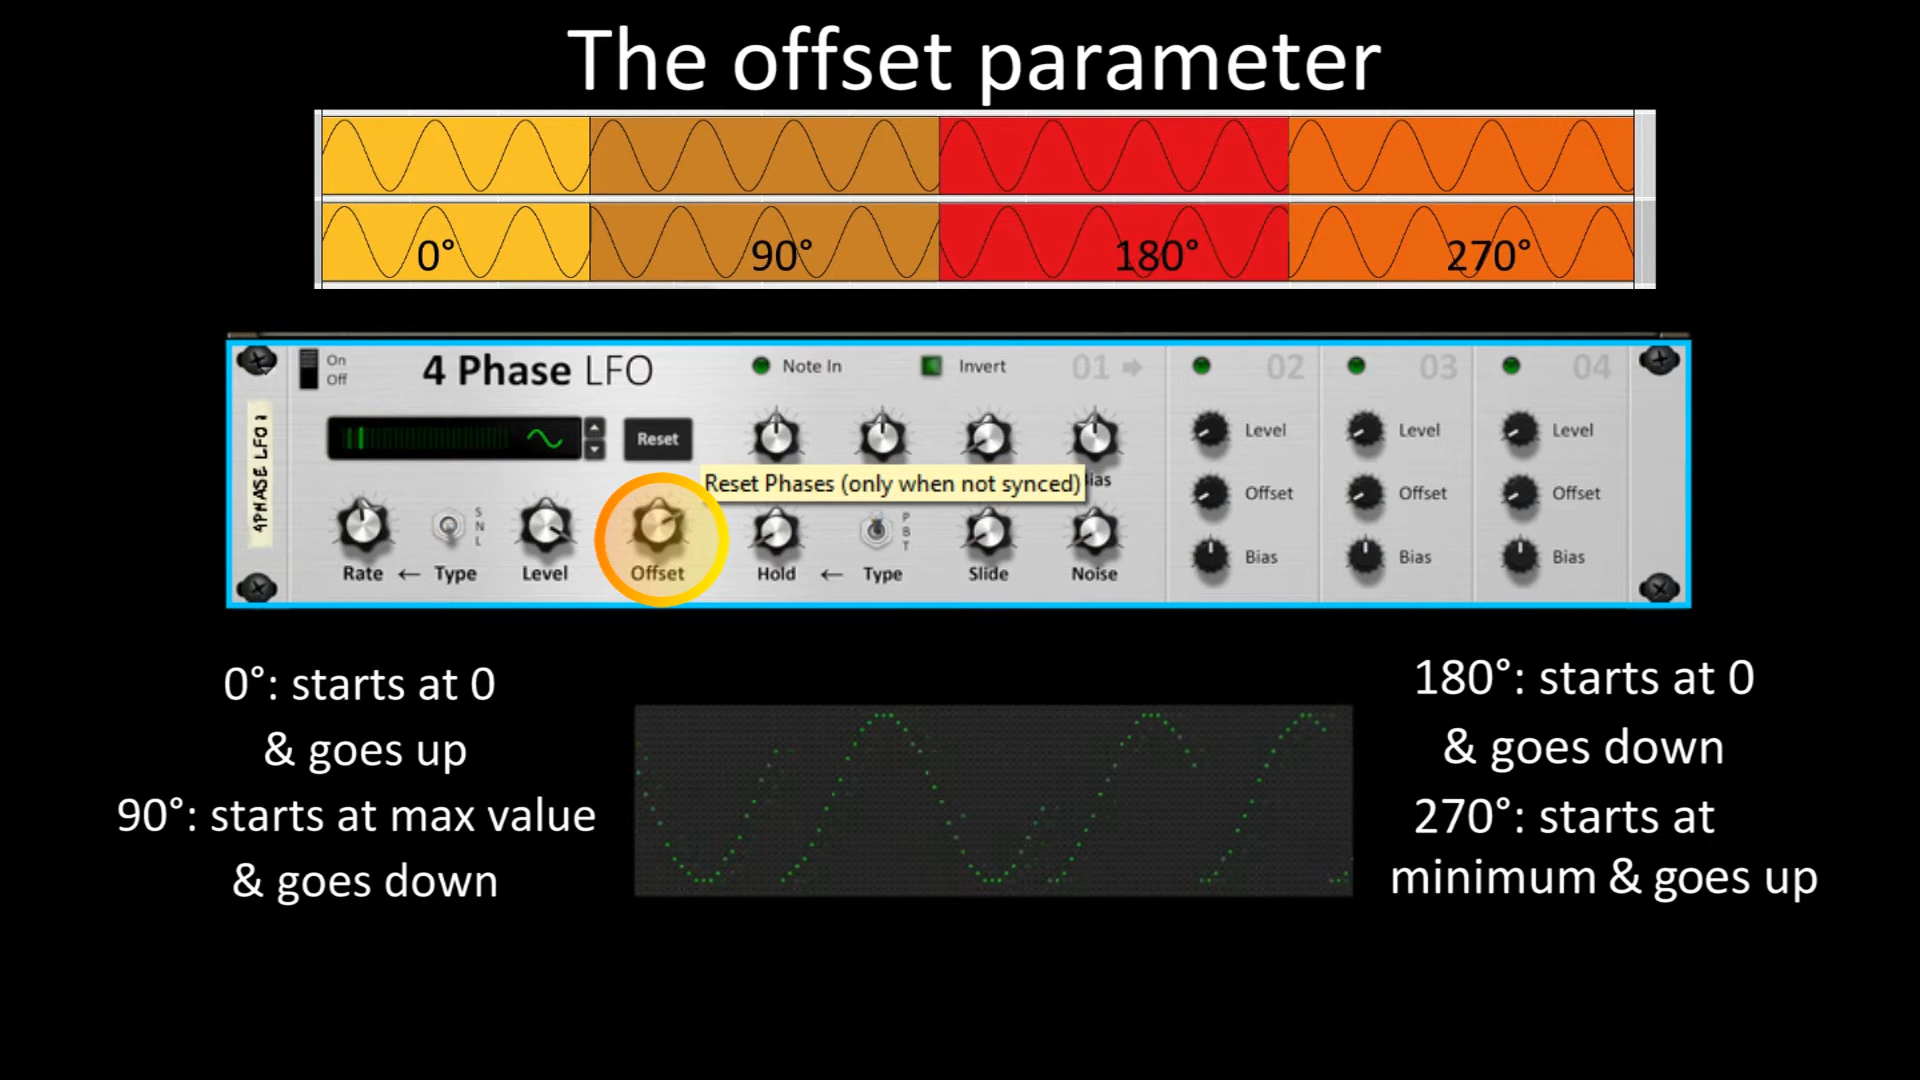 The offset parameter
0°
90°
180°
270°
On
Off
4 Phase LFO
Note In
Invert
01
02
03
04
4PHASE LFO 1
Reset
Reset Phases (only when not synced)
ias
Level
Level
Level
Offset
Offset
Offset
Bias
Bias
Bias
S
N
L
P
B
T
Rate ← Type
Level
Offset
Hold ← Type
Slide
Noise
0°: starts at 0
& goes up
90°: starts at max value
& goes down
180°: starts at 0
& goes down
270°: starts at
minimum & goes up